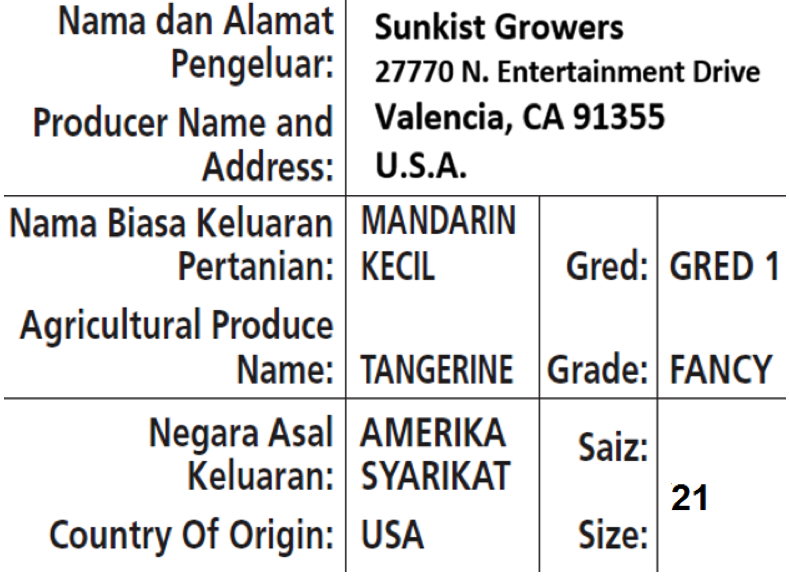 Nama dan Alamat
Pengeluar:
Producer Name and
Address:
Sunkist Growers
27770 N. Entertainment Drive
Valencia, CA 91355
U.S.A.
Nama Biasa Keluaran
Pertanian:
Agricultural Produce
Name:
MANDARIN
KECIL
TANGERINE
Gred:
Grade:
GRED 1
FANCY
Negara Asal
Keluaran:
Country Of Origin:
AMERIKA
SYARIKAT
USA
Saiz:
Size:
21